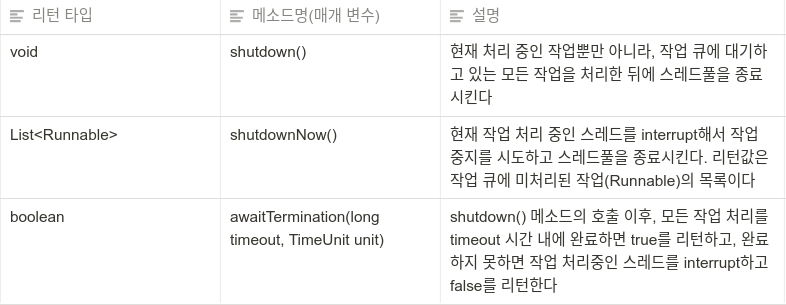 리턴 타입
메소드명(매개 변수)
설명
void
shutdown()
현재 처리 중인 작업뿐만 아니라, 작업 큐에 대기하
고 있는 모든 작업을 처리한 뒤에 스레드풀을 종료
시킨다
List<Runnable>
shutdownNow()
현재 작업 처리 중인 스레드를 interrupt해서 작업
중지를 시도하고 스레드풀을 종료시킨다. 리턴값은
작업 큐에 미처리된 작업(Runnable)의 목록이다
boolean
awaitTermination(long
timeout, TimeUnit unit)
shutdown() 메소드의 호출 이후, 모든 작업 처리를
timeout 시간 내에 완료하면 true를 리턴하고, 완료
하지 못하면 작업 처리중인 스레드를 interrupt하고
false를 리턴한다